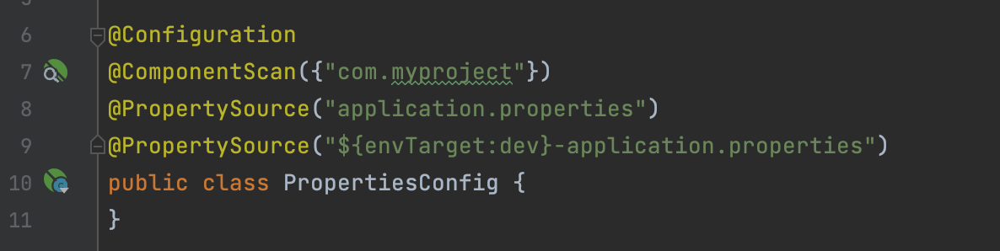 6 @Configuration
7 @ComponentScan({"com.myproject"})
8 @PropertySource("application.properties")
9 @PropertySource("${envTarget:dev}-application.properties")
10 public class PropertiesConfig {
11 }